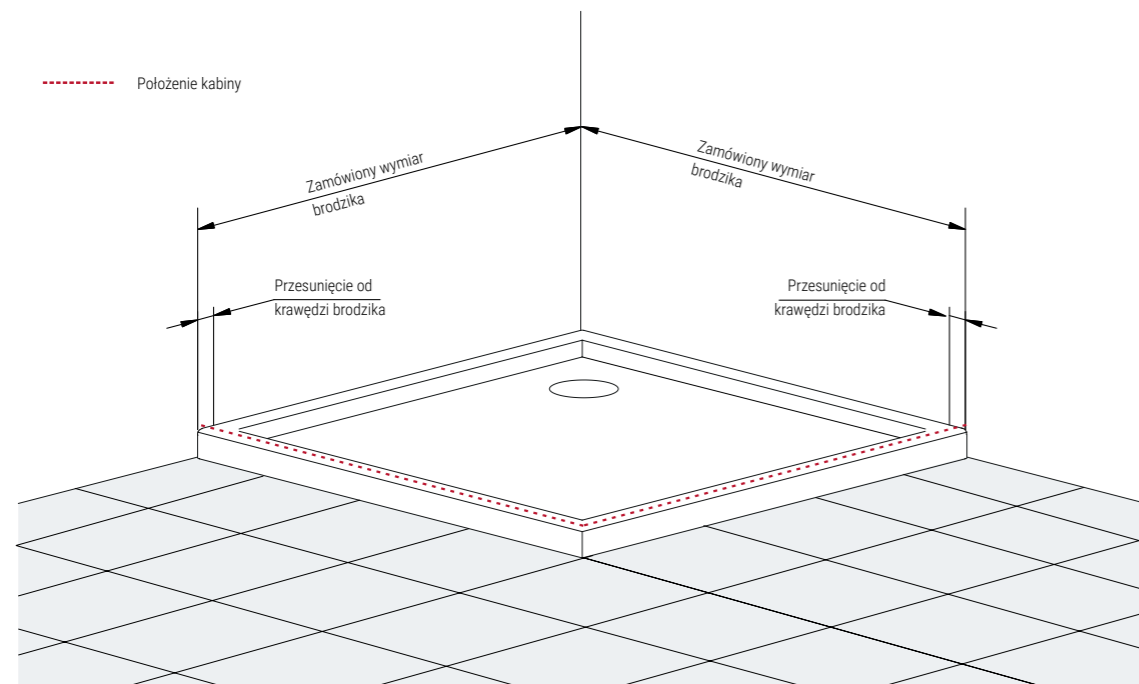 Położenie kabiny
Zamówiony wymiar
brodzika
Zamówiony wymiar
brodzika
Przesunięcie od
krawędzi brodzika
Przesunięcie od
krawędzi brodzika